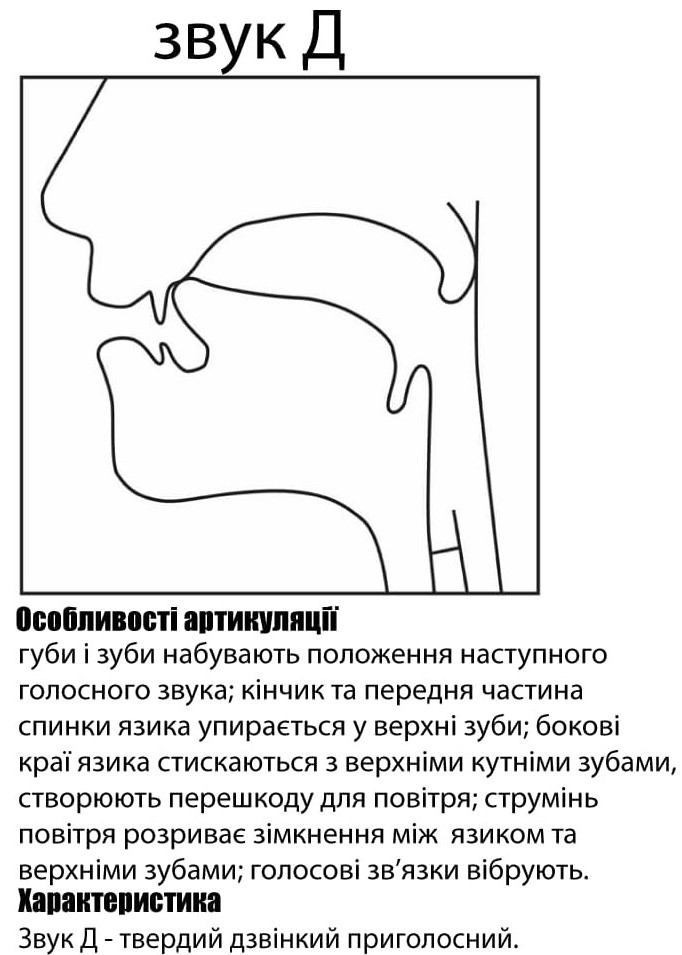 звук Д
Особливості артикуляції
губи і зуби набувають положення наступного
голосного звука; кінчик та передня частина
спинки язика упирається у верхні зуби; бокові
краї язика стискаються з верхніми кутніми зубами,
створюють перешкоду для повітря; струмінь
повітря розриває зімкнення між язиком та
верхніми зубами; голосові зв’язки вібрують.
Характеристика
Звук Д - твердий дзвінкий приголосний.